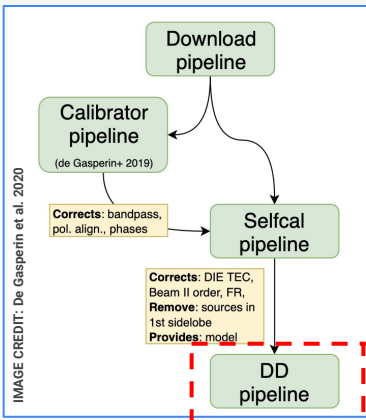 Download
pipeline
Calibrator
pipeline
(de Gasperin+ 2019)
Corrects: bandpass,
pol. align., phases
Selfcal
pipeline
Corrects: DIE TEC,
Beam II order, FR,
Remove: sources in
1st sidelobe
Provides: model
DD
pipeline
IMAGE CREDIT: De Gasperin et al. 2020